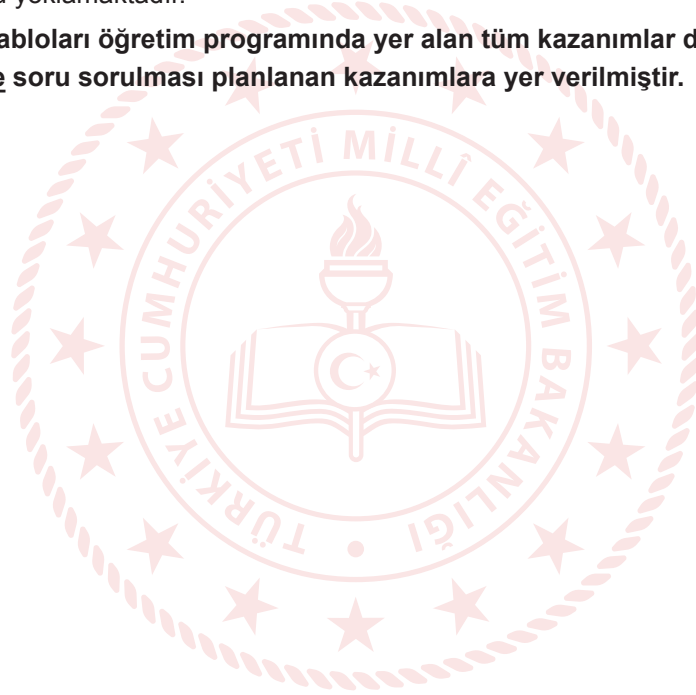 yoklamaktadır.
abloları öğretim programında yer alan tüm kazanımlar d
e soru sorulması planlanan kazanımlara yer verilmiştir.
TÜRKİYE CUMHURİYETİ MİLLÎ EĞİTİM BAKANLIĞI